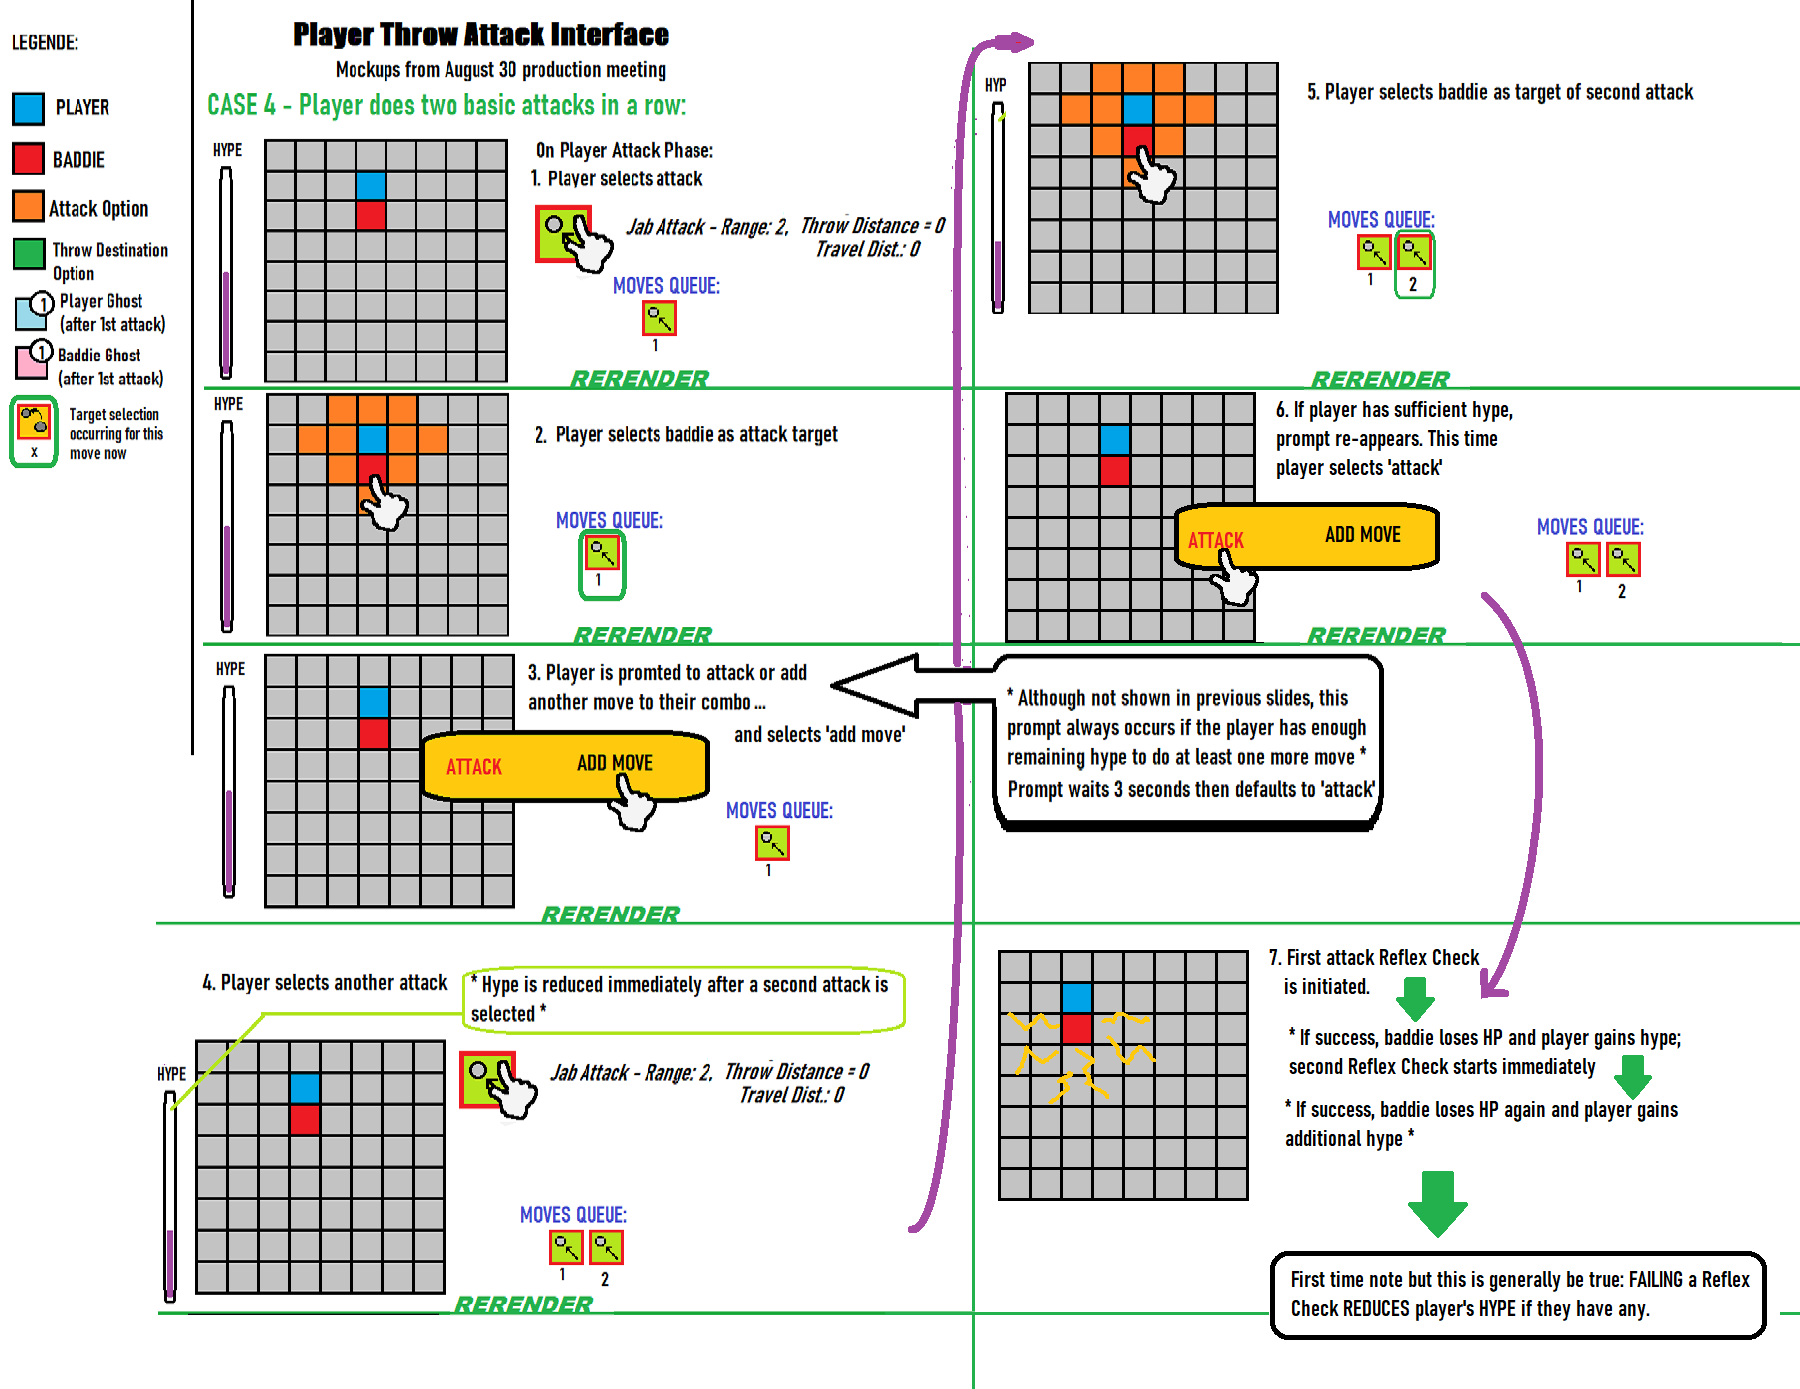 LEGENDE:
PLAYER
BADDIE
Attack Option
Throw Destination
Option
1
Player Ghost
(after 1st attack)
1
Baddie Ghost
(after 1st attack)
Target selection
occurring for this
move now
x
Player Throw Attack Interface
Mockups from August 30 production meeting
CASE 4 - Player does two basic attacks in a row:
HYPE
On Player Attack Phase:
1. Player selects attack
Jab Attack - Range: 2, Throw Distance = 0
Travel Dist.: 0
MOVES QUEUE:
1
RERENDER
HYPE
2. Player selects baddie as attack target
MOVES QUEUE:
1
RERENDER
HYPE
3. Player is promted to attack or add
another move to their combo...
and selects 'add move'
ATTACK ADD MOVE
MOVES QUEUE:
1
RERENDER
* Although not shown in previous slides, this
prompt always occurs if the player has enough
remaining hype to do at least one more move *
Prompt waits 3 seconds then defaults to 'attack'
4. Player selects another attack
* Hype is reduced immediately after a second attack is
selected *
HYPE
Jab Attack - Range: 2, Throw Distance = 0
Travel Dist.: 0
MOVES QUEUE:
1 2
RERENDER
HYP
5. Player selects baddie as target of second attack
MOVES QUEUE:
1 2
RERENDER
6. If player has sufficient hype,
prompt re-appears. This time
player selects 'attack'
ATTACK ADD MOVE
MOVES QUEUE:
1 2
RERENDER
7. First attack Reflex Check
is initiated.
* If success, baddie loses HP and player gains hype;
second Reflex Check starts immediately
* If success, baddie loses HP again and player gains
additional hype *
First time note but this is generally be true: FAILING a Reflex
Check REDUCES player's HYPE if they have any.